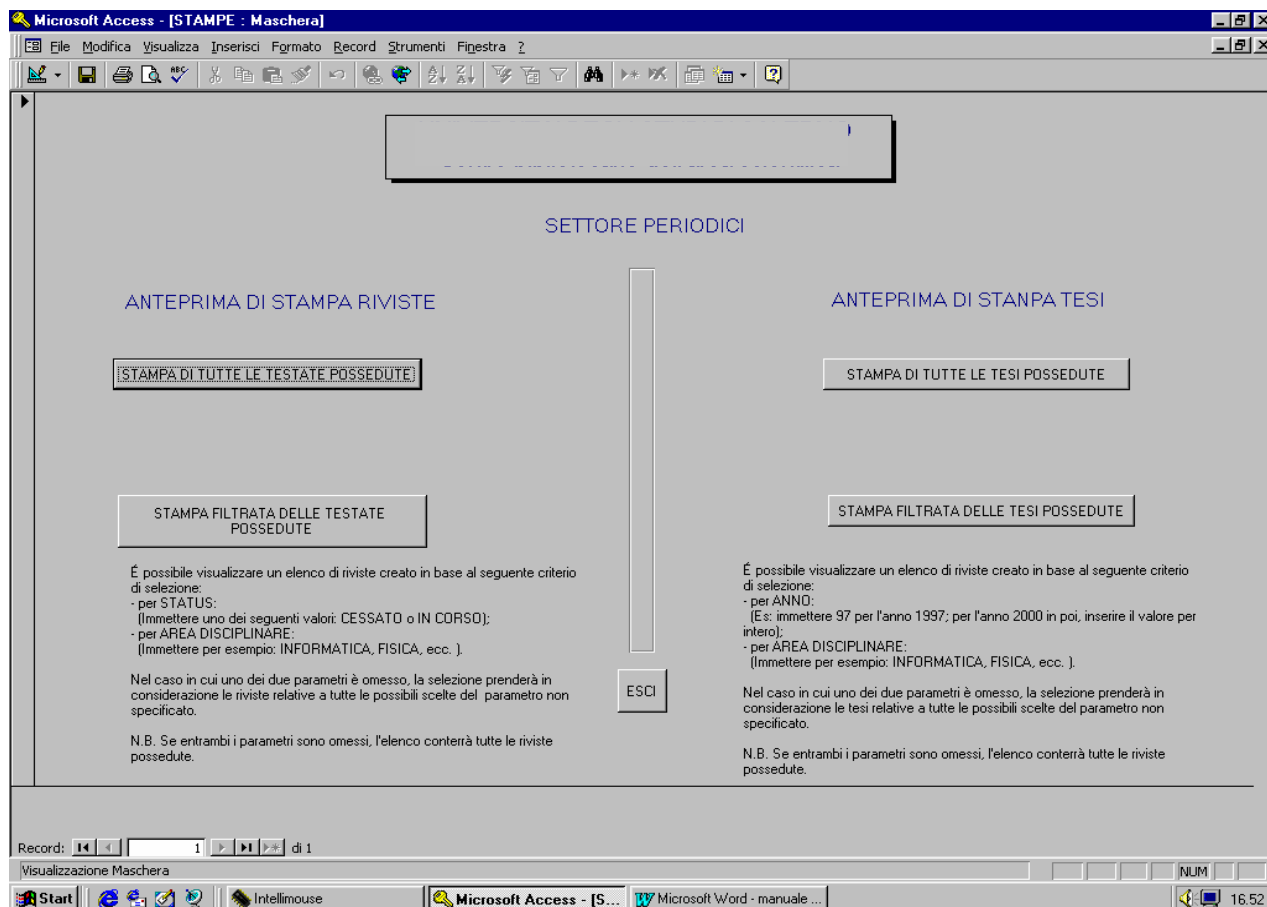 Microsoft Access - [STAMPE : Maschera]
File Modifica Visualizza Inserisci Formato Record Strumenti Finestra ?
SETTORE PERIODICI
ANTEPRIMA DI STAMPA RIVISTE
STAMPA DI TUTTE LE TESTATE POSSEDUTE
STAMPA FILTRATA DELLE TESTATE
POSSEDUTE
É possibile visualizzare un elenco di riviste creato in base al seguente criterio
di selezione:
- per STATUS:
(Immettere uno dei seguenti valori: CESSATO o IN CORSO);
- per AREA DISCIPLINARE:
(Immettere per esempio: INFORMATICA, FISICA, ecc. ).
Nel caso in cui uno dei due parametri è omesso, la selezione prenderà in
considerazione le riviste relative a tutte le possibili scelte del parametro non
specificato.
N.B. Se entrambi i parametri sono omessi, l'elenco conterrà tutte le riviste
possedute.
ESCI
ANTEPRIMA DI STANPA TESI
STAMPA DI TUTTE LE TESI POSSEDUTE
STAMPA FILTRATA DELLE TESI POSSEDUTE
É possibile visualizzare un elenco di riviste creato in base al seguente criterio
di selezione:
- per ANNO:
(Es: immettere 97 per l'anno 1997; per l'anno 2000 in poi, inserire il valore per
intero);
- per AREA DISCIPLINARE:
(Immettere per esempio: INFORMATICA, FISICA, ecc. ).
Nel caso in cui uno dei due parametri è omesso, la selezione prenderà in
considerazione le tesi relative a tutte le possibili scelte del parametro non
specificato.
N.B. Se entrambi i parametri sono omessi, l'elenco conterrà tutte le riviste
possedute.
Record: 1 di 1
Visualizzazione Maschera NUM
Start Intellimouse Microsoft Access - [S... Microsoft Word - manuale ... 16.52